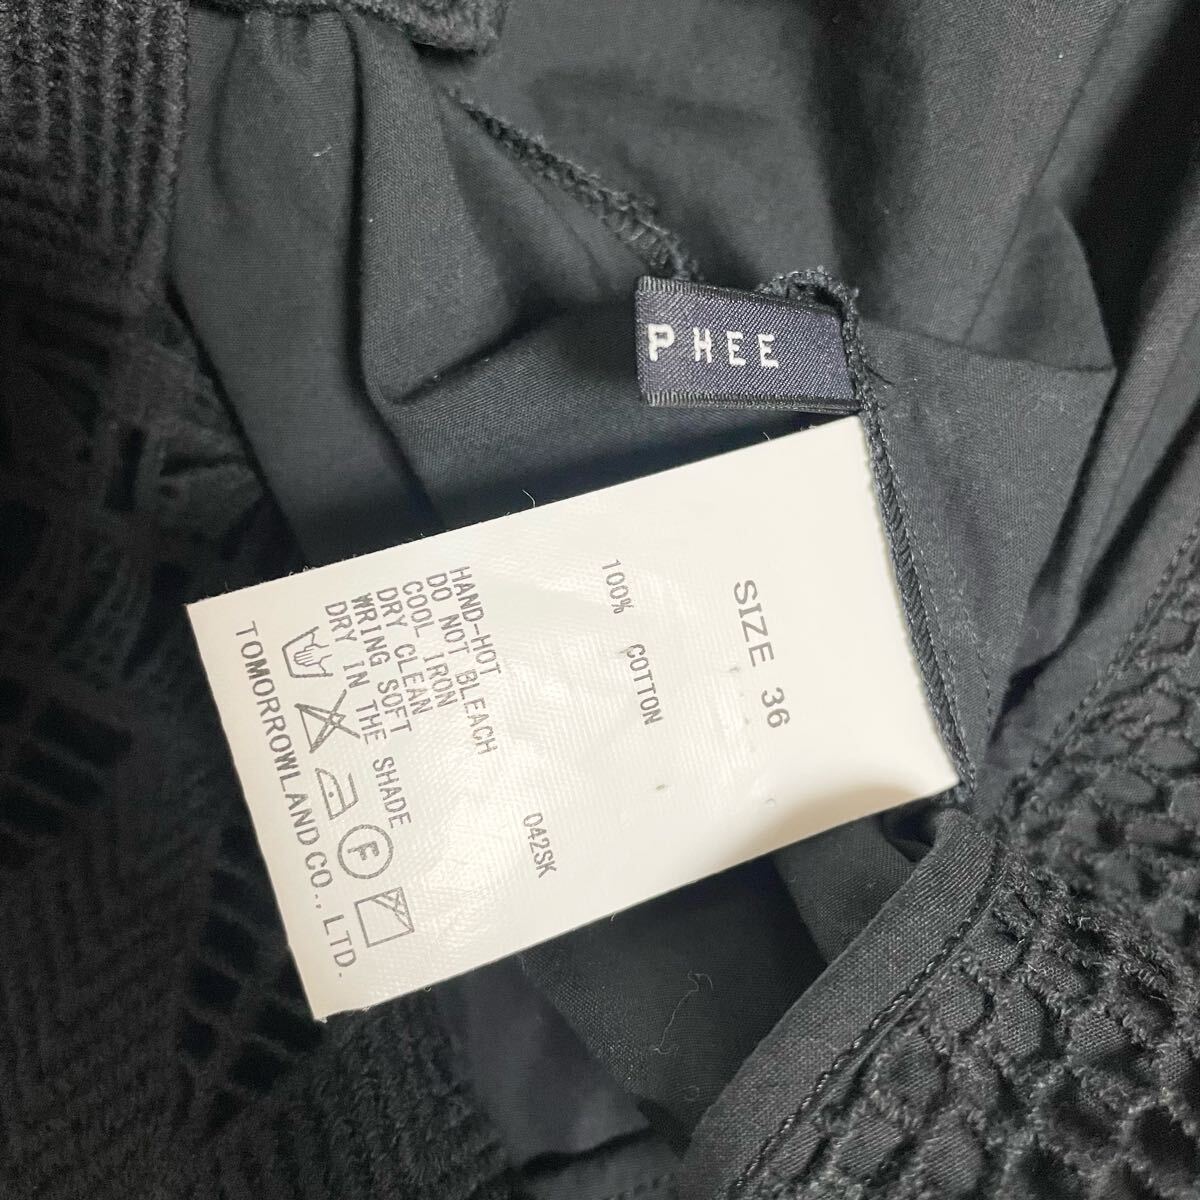 PHEE
SIZE 36
100% COTTON
042SK
HAND-HOT
DO NOT BLEACH
COOL IRON
DRY CLEAN
WRING SOFT
DRY IN THE SHADE
F
TOMORROWLAND CO., LTD.